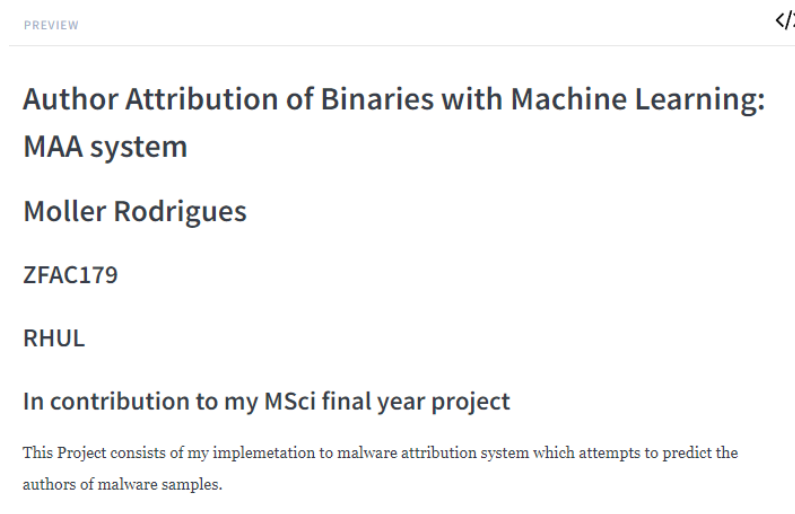 PREVIEW
Author Attribution of Binaries with Machine Learning:
MAA system
Moller Rodrigues
ZFAC179
RHUL
In contribution to my MSci final year project
This Project consists of my implemetation to malware attribution system which attempts to predict the
authors of malware samples.